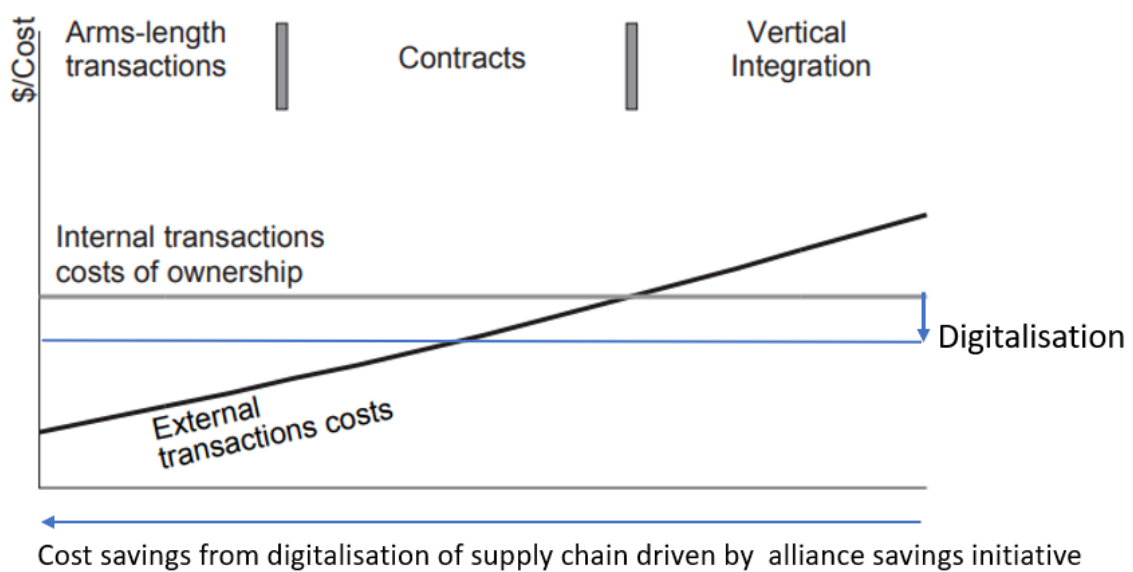 $/Cost
Arms-length
transactions
Contracts
Vertical
Integration
Internal transactions
costs of ownership
Digitalisation
External
transactions costs
Cost savings from digitalisation of supply chain driven by  alliance savings initiative